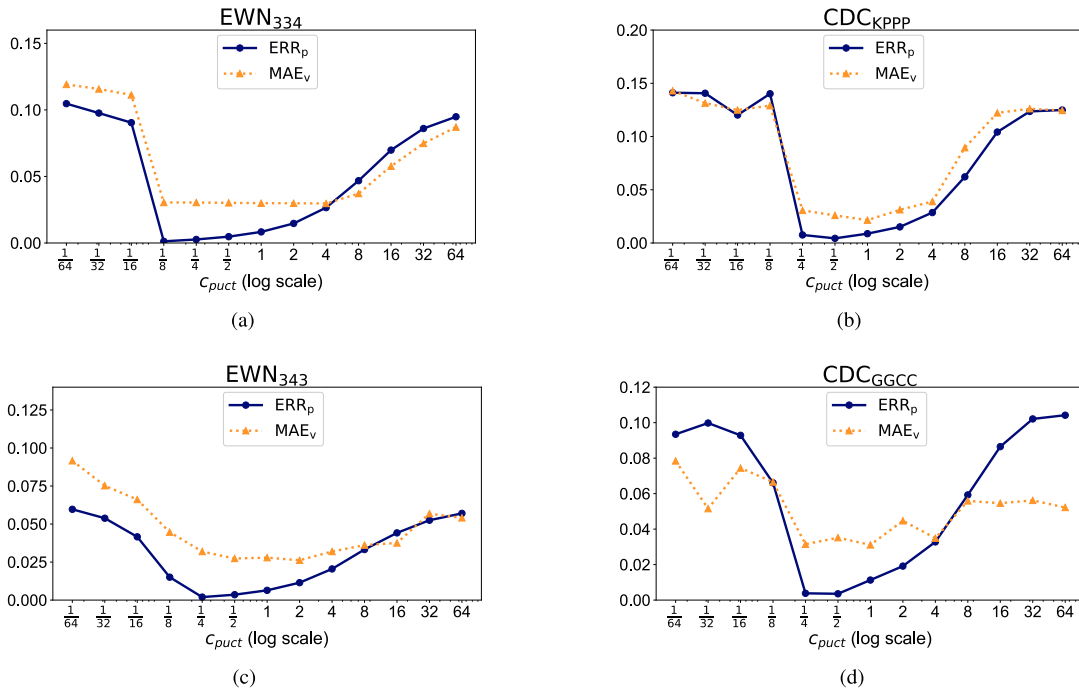 EWN334
0.15
0.10
0.05
0.00
ERRp
MAEv
1/64 1/32 1/16 1/8 1/4 1/2 1 2 4 8 16 32 64
cpuct (log scale)
(a)
CDCKPPP
0.20
0.15
0.10
0.05
0.00
ERRp
MAEv
1/64 1/32 1/16 1/8 1/4 1/2 1 2 4 8 16 32 64
cpuct (log scale)
(b)
EWN343
0.125
0.100
0.075
0.050
0.025
0.000
ERRp
MAEv
1/64 1/32 1/16 1/8 1/4 1/2 1 2 4 8 16 32 64
cpuct (log scale)
(c)
CDCGGCC
0.12
0.10
0.08
0.06
0.04
0.02
0.00
ERRp
MAEv
1/64 1/32 1/16 1/8 1/4 1/2 1 2 4 8 16 32 64
cpuct (log scale)
(d)